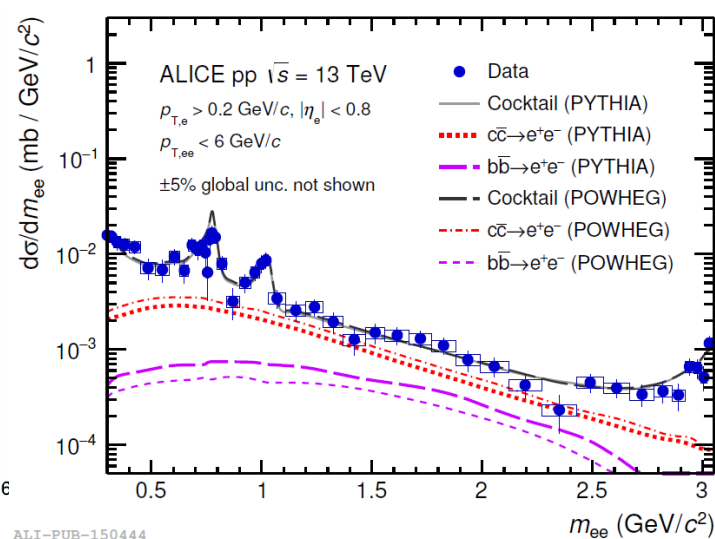 dσ/dm_ee (mb / GeV/c²)
1
10⁻¹
10⁻²
10⁻³
10⁻⁴
ALICE pp √s = 13 TeV
p_T,e > 0.2 GeV/c, |η_e| < 0.8
p_T,ee < 6 GeV/c
±5% global unc. not shown
Data
Cocktail (PYTHIA)
cc̅→e⁺e⁻ (PYTHIA)
bb̅→e⁺e⁻ (PYTHIA)
Cocktail (POWHEG)
cc̅→e⁺e⁻ (POWHEG)
bb̅→e⁺e⁻ (POWHEG)
6
0.5 1 1.5 2 2.5 3
m_ee (GeV/c²)
ALI-PUB-150444